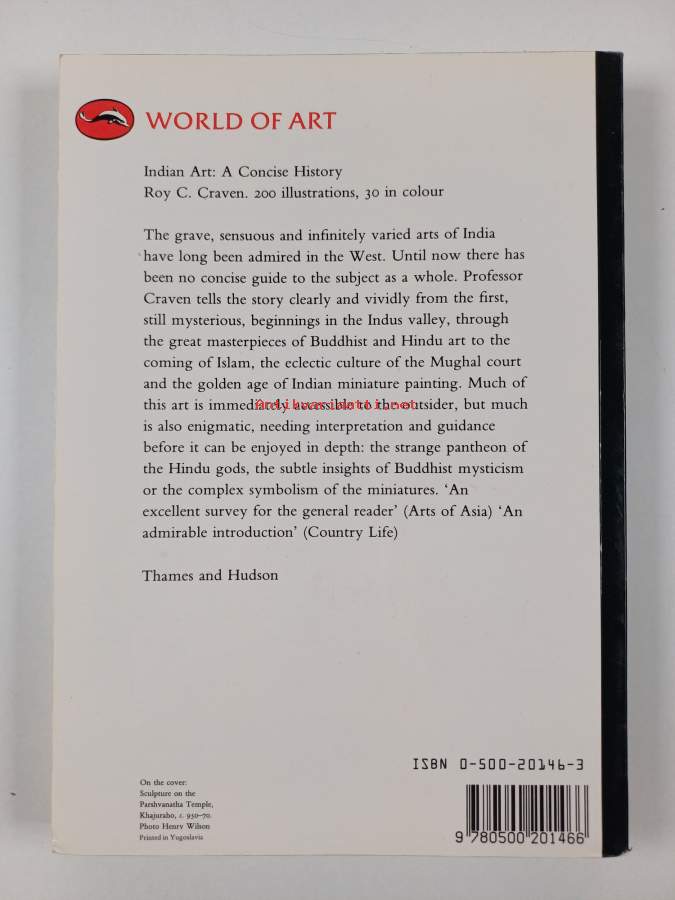 WORLD OF ART
Indian Art: A Concise History
Roy C. Craven. 200 illustrations, 30 in colour
The grave, sensuous and infinitely varied arts of India
have long been admired in the West. Until now there has
been no concise guide to the subject as a whole. Professor
Craven tells the story clearly and vividly from the first,
still mysterious, beginnings in the Indus valley, through
the great masterpieces of Buddhist and Hindu art to the
coming of Islam, the eclectic culture of the Mughal court
and the golden age of Indian miniature painting. Much of
this art is immediately accessible to the outsider, but much
Antikvariaatti.net
is also enigmatic, needing interpretation and guidance
before it can be enjoyed in depth: the strange pantheon of
the Hindu gods, the subtle insights of Buddhist mysticism
or the complex symbolism of the miniatures. ‘An
excellent survey for the general reader’ (Arts of Asia) ‘An
admirable introduction’ (Country Life)
Thames and Hudson
ISBN 0-500-20146-3
On the cover:
Sculpture on the
Parshvanatha Temple,
Khajuraho, c. 950–70.
Photo Henry Wilson
Printed in Yugoslavia
9 780500 201466